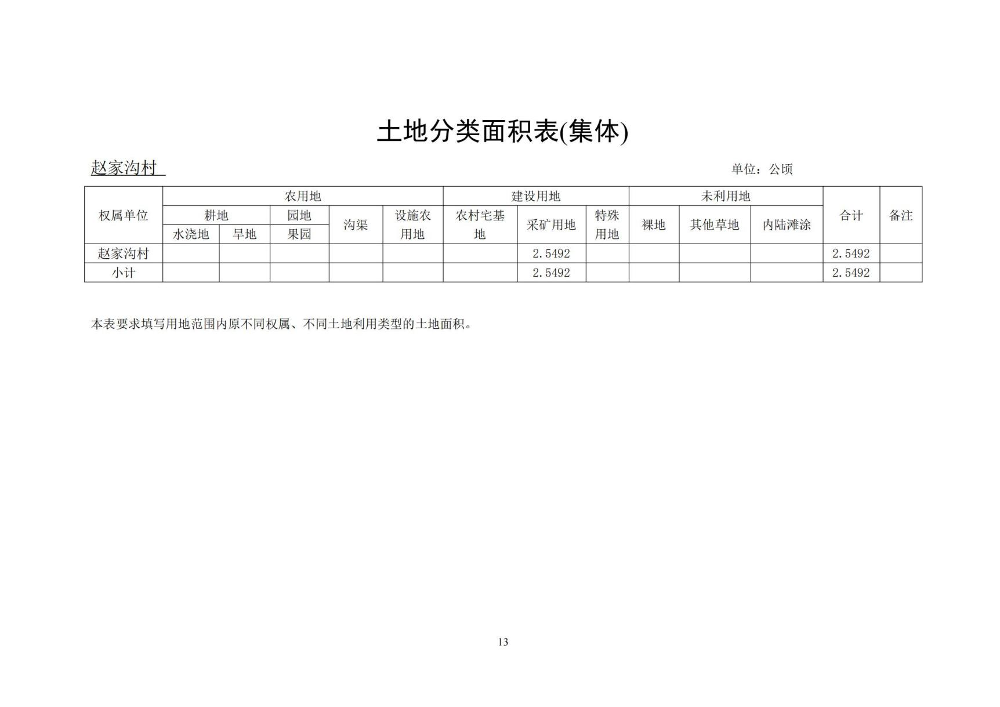 土地分类面积表(集体)
赵家沟村
单位：公顷
权属单位 农用地 建设用地 未利用地 合计 备注
耕地 园地 沟渠 设施农用地 农村宅基地 采矿用地 特殊用地 裸地 其他草地 内陆滩涂
水浇地 旱地 果园
赵家沟村 2.5492 2.5492
小计 2.5492 2.5492
本表要求填写用地范围内原不同权属、不同土地利用类型的土地面积。
13